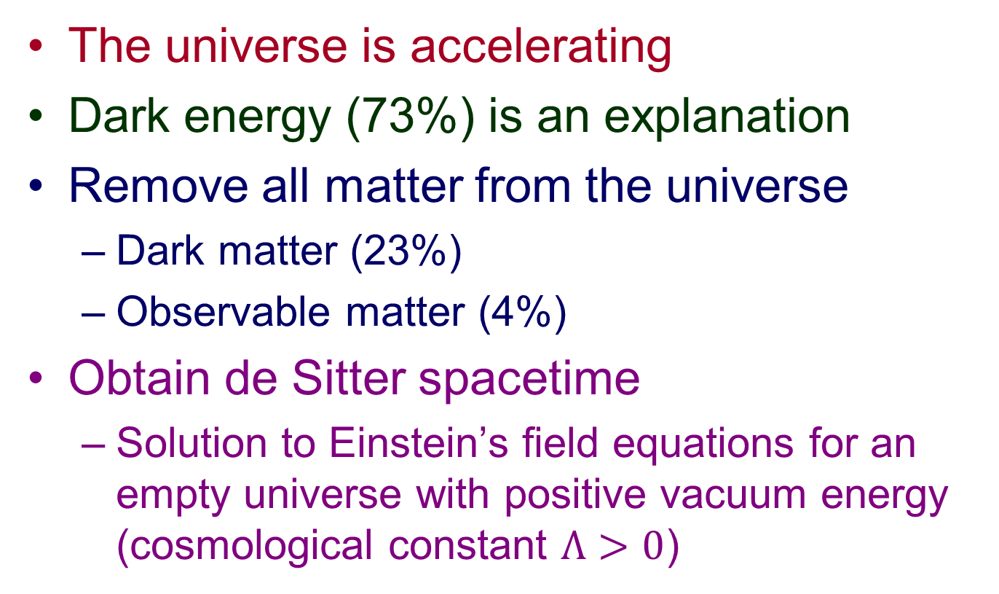 • The universe is accelerating
• Dark energy (73%) is an explanation
• Remove all matter from the universe
– Dark matter (23%)
– Observable matter (4%)
• Obtain de Sitter spacetime
– Solution to Einstein’s field equations for an
empty universe with positive vacuum energy
(cosmological constant Λ > 0)